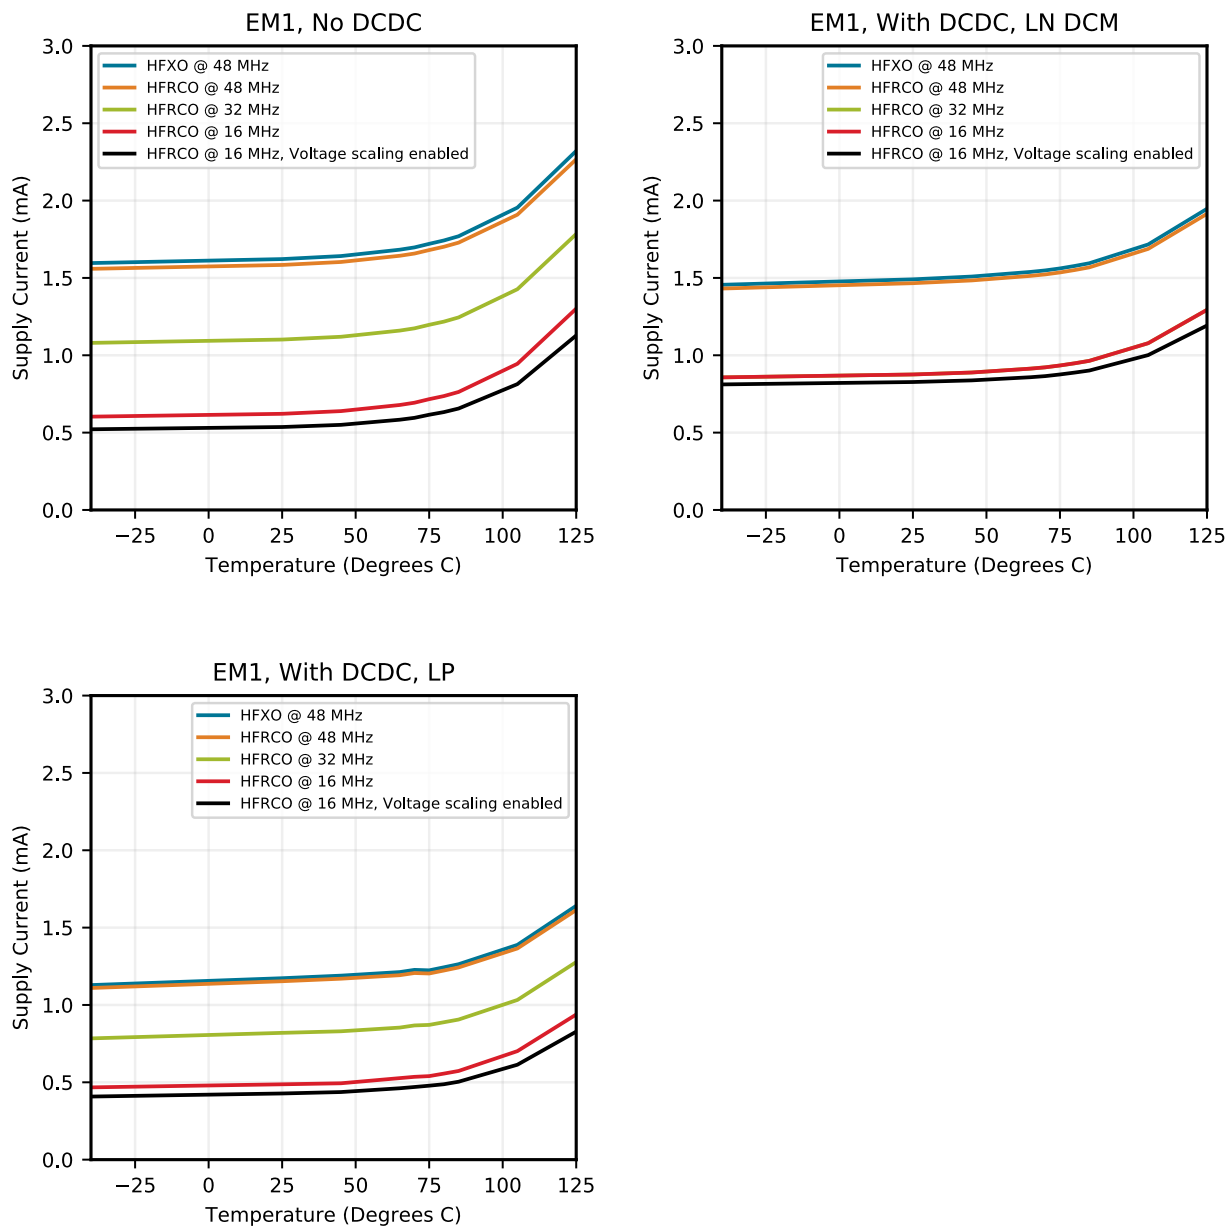 EM1, No DCDC
3.0
2.5
2.0
1.5
1.0
0.5
0.0
Supply Current (mA)
HFXO @ 48 MHz
HFRCO @ 48 MHz
HFRCO @ 32 MHz
HFRCO @ 16 MHz
HFRCO @ 16 MHz, Voltage scaling enabled
−25 0 25 50 75 100 125
Temperature (Degrees C)
EM1, With DCDC, LN DCM
3.0
2.5
2.0
1.5
1.0
0.5
0.0
Supply Current (mA)
HFXO @ 48 MHz
HFRCO @ 48 MHz
HFRCO @ 32 MHz
HFRCO @ 16 MHz
HFRCO @ 16 MHz, Voltage scaling enabled
−25 0 25 50 75 100 125
Temperature (Degrees C)
EM1, With DCDC, LP
3.0
2.5
2.0
1.5
1.0
0.5
0.0
Supply Current (mA)
HFXO @ 48 MHz
HFRCO @ 48 MHz
HFRCO @ 32 MHz
HFRCO @ 16 MHz
HFRCO @ 16 MHz, Voltage scaling enabled
−25 0 25 50 75 100 125
Temperature (Degrees C)